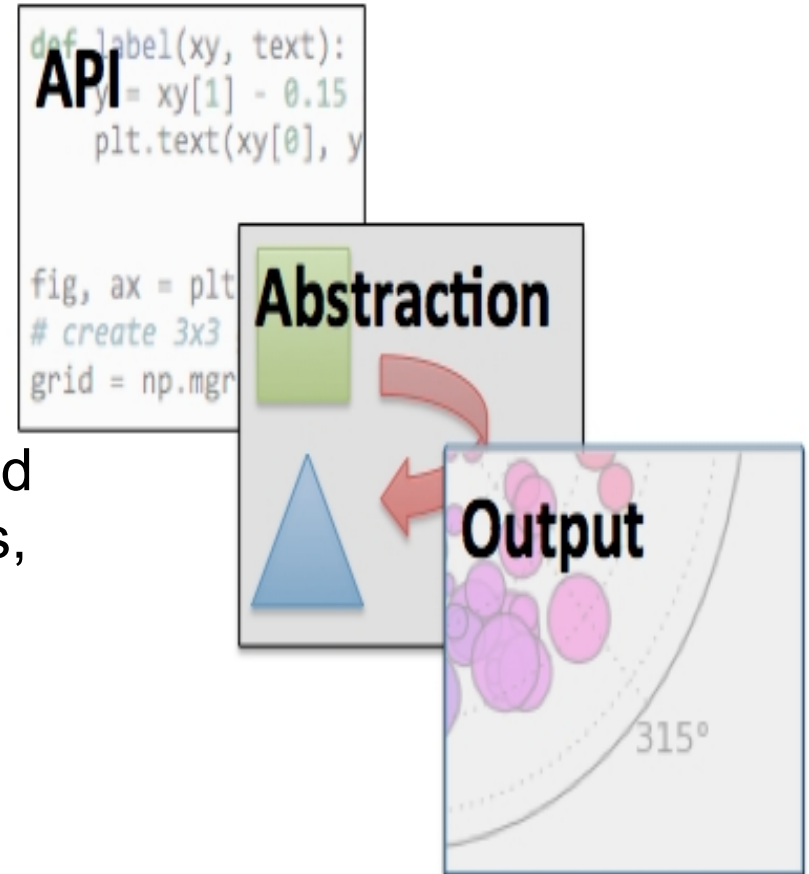 def label(xy, text):
API
y = xy[1] - 0.15
plt.text(xy[0], y
fig, ax = plt
# create 3x3
grid = np.mgr
Abstraction
d
s,
Output
315°